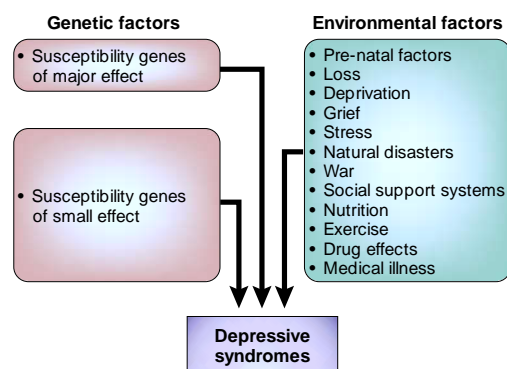 Genetic factors
• Susceptibility genes
of major effect
• Susceptibility genes
of small effect
Environmental factors
• Pre-natal factors
• Loss
• Deprivation
• Grief
• Stress
• Natural disasters
• War
• Social support systems
• Nutrition
• Exercise
• Drug effects
• Medical illness
Depressive
syndromes